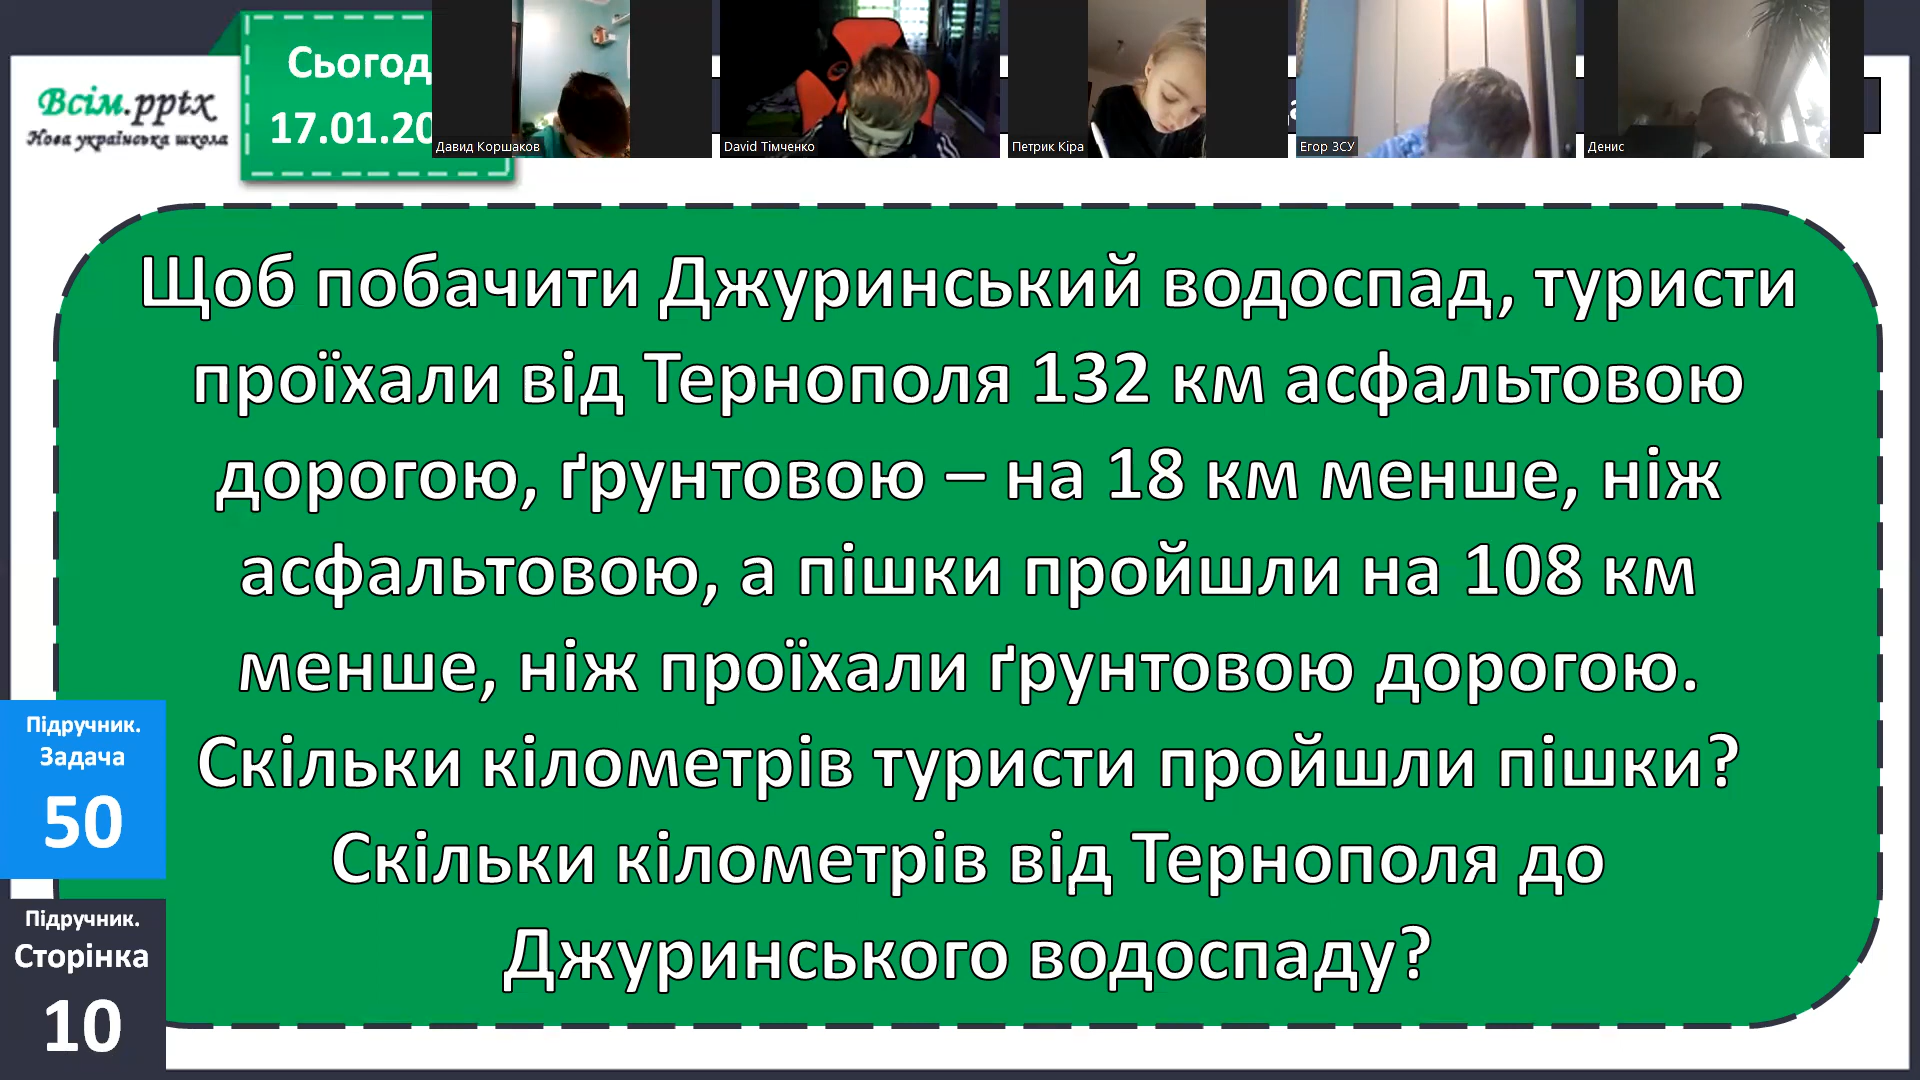 Всім.pptx
Нова українська школа
Сьогод
17.01.20
Давид Коршаков
David Тімченко
Петрик Кіра
Егор ЗСУ
Денис
Щоб побачити Джуринський водоспад, туристи
проїхали від Тернополя 132 км асфальтовою
дорогою, ґрунтовою – на 18 км менше, ніж
асфальтовою, а пішки пройшли на 108 км
менше, ніж проїхали ґрунтовою дорогою.
Скільки кілометрів туристи пройшли пішки?
Скільки кілометрів від Тернополя до
Джуринського водоспаду?
Підручник.
Задача
50
Підручник.
Сторінка
10